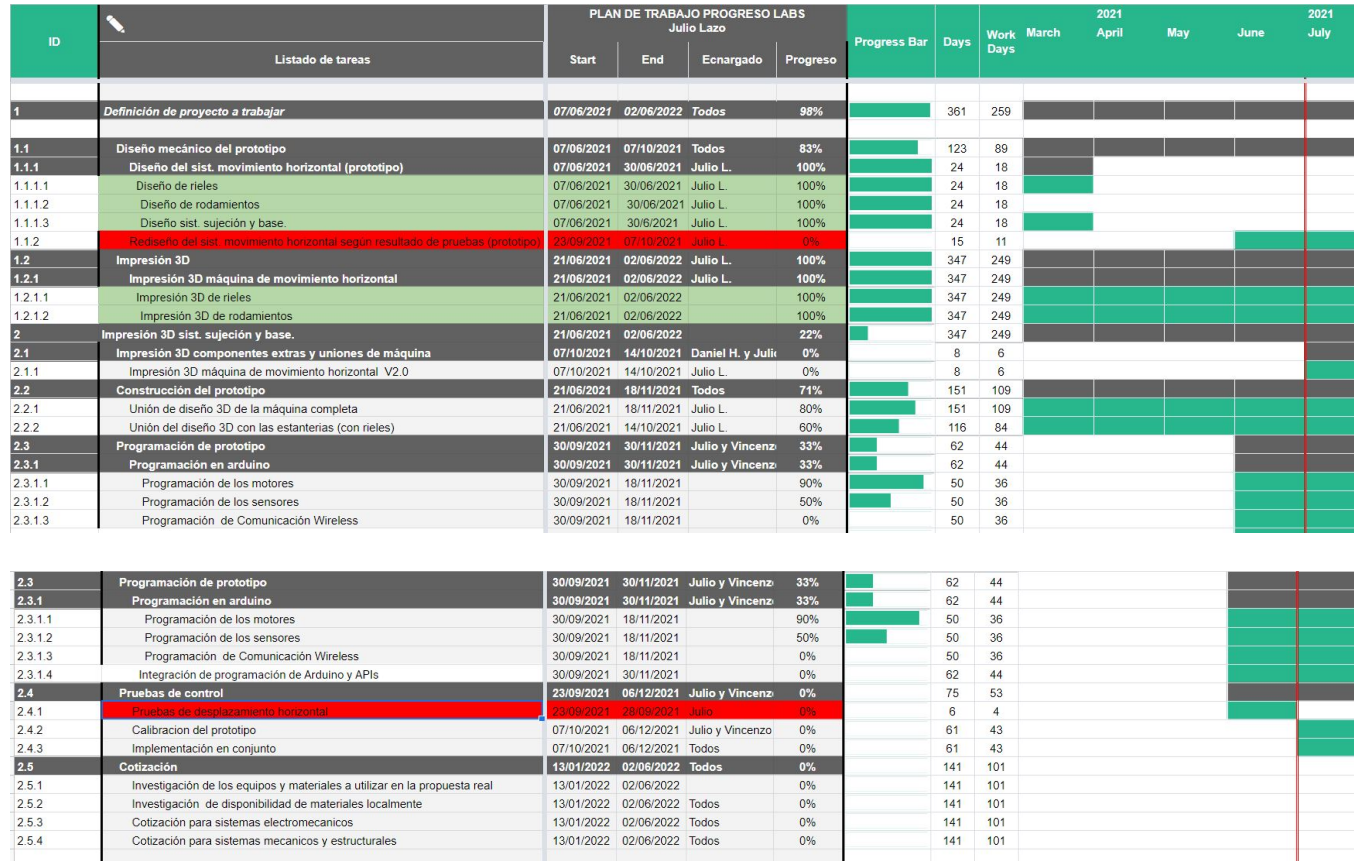 ID
PLAN DE TRABAJO PROGRESO LABS
Julio Lazo
Listado de tareas Start End Ecnargado Progreso Progress Bar Days Work Days
2021 2021
March April May June July
1 Definición de proyecto a trabajar 07/06/2021 02/06/2022 Todos 98% 361 259
1.1 Diseño mecánico del prototipo 07/06/2021 07/10/2021 Todos 83% 123 89
1.1.1 Diseño del sist. movimiento horizontal (prototipo) 07/06/2021 30/06/2021 Julio L. 100% 24 18
1.1.1.1 Diseño de rieles 07/06/2021 30/06/2021 Julio L. 100% 24 18
1.1.1.2 Diseño de rodamientos 07/06/2021 30/06/2021 Julio L. 100% 24 18
1.1.1.3 Diseño sist. sujeción y base. 07/06/2021 30/6/2021 Julio L. 100% 24 18
1.1.2 Rediseño del sist. movimiento horizontal según resultado de pruebas (prototipo) 23/09/2021 07/10/2021 Julio L. 0% 15 11
1.2 Impresión 3D 21/06/2021 02/06/2022 Julio L. 100% 347 249
1.2.1 Impresión 3D máquina de movimiento horizontal 21/06/2021 02/06/2022 Julio L. 100% 347 249
1.2.1.1 Impresión 3D de rieles 21/06/2021 02/06/2022 100% 347 249
1.2.1.2 Impresión 3D de rodamientos 21/06/2021 02/06/2022 100% 347 249
2 Impresión 3D sist. sujeción y base. 21/06/2021 02/06/2022 22% 347 249
2.1 Impresión 3D componentes extras y uniones de máquina 07/10/2021 14/10/2021 Daniel H. y Julio 0% 8 6
2.1.1 Impresión 3D máquina de movimiento horizontal V2.0 07/10/2021 14/10/2021 Julio L. 0% 8 6
2.2 Construcción del prototipo 21/06/2021 18/11/2021 Todos 71% 151 109
2.2.1 Unión de diseño 3D de la máquina completa 21/06/2021 18/11/2021 Julio L. 80% 151 109
2.2.2 Unión del diseño 3D con las estanterias (con rieles) 21/06/2021 14/10/2021 Julio L. 60% 116 84
2.3 Programación de prototipo 30/09/2021 30/11/2021 Julio y Vincenz 33% 62 44
2.3.1 Programación en arduino 30/09/2021 30/11/2021 Julio y Vincenz 33% 62 44
2.3.1.1 Programación de los motores 30/09/2021 18/11/2021 90% 50 36
2.3.1.2 Programación de los sensores 30/09/2021 18/11/2021 50% 50 36
2.3.1.3 Programación de Comunicación Wireless 30/09/2021 18/11/2021 0% 50 36
2.3 Programación de prototipo 30/09/2021 30/11/2021 Julio y Vincenz 33% 62 44
2.3.1 Programación en arduino 30/09/2021 30/11/2021 Julio y Vincenz 33% 62 44
2.3.1.1 Programación de los motores 30/09/2021 18/11/2021 90% 50 36
2.3.1.2 Programación de los sensores 30/09/2021 18/11/2021 50% 50 36
2.3.1.3 Programación de Comunicación Wireless 30/09/2021 18/11/2021 0% 50 36
2.3.1.4 Integración de programación de Arduino y APIs 30/09/2021 30/11/2021 0% 62 44
2.4 Pruebas de control 23/09/2021 06/12/2021 Julio y Vincenz 0% 75 53
2.4.1 Pruebas de desplazamiento horizontal 23/09/2021 28/09/2021 Julio 0% 6 4
2.4.2 Calibracion del prototipo 07/10/2021 06/12/2021 Julio y Vincenzo 0% 61 43
2.4.3 Implementación en conjunto 07/10/2021 06/12/2021 Todos 0% 61 43
2.5 Cotización 13/01/2022 02/06/2022 Todos 0% 141 101
2.5.1 Investigación de los equipos y materiales a utilizar en la propuesta real 13/01/2022 02/06/2022 0% 141 101
2.5.2 Investigación de disponibilidad de materiales localmente 13/01/2022 02/06/2022 Todos 0% 141 101
2.5.3 Cotización para sistemas electromecanicos 13/01/2022 02/06/2022 Todos 0% 141 101
2.5.4 Cotización para sistemas mecanicos y estructurales 13/01/2022 02/06/2022 Todos 0% 141 101